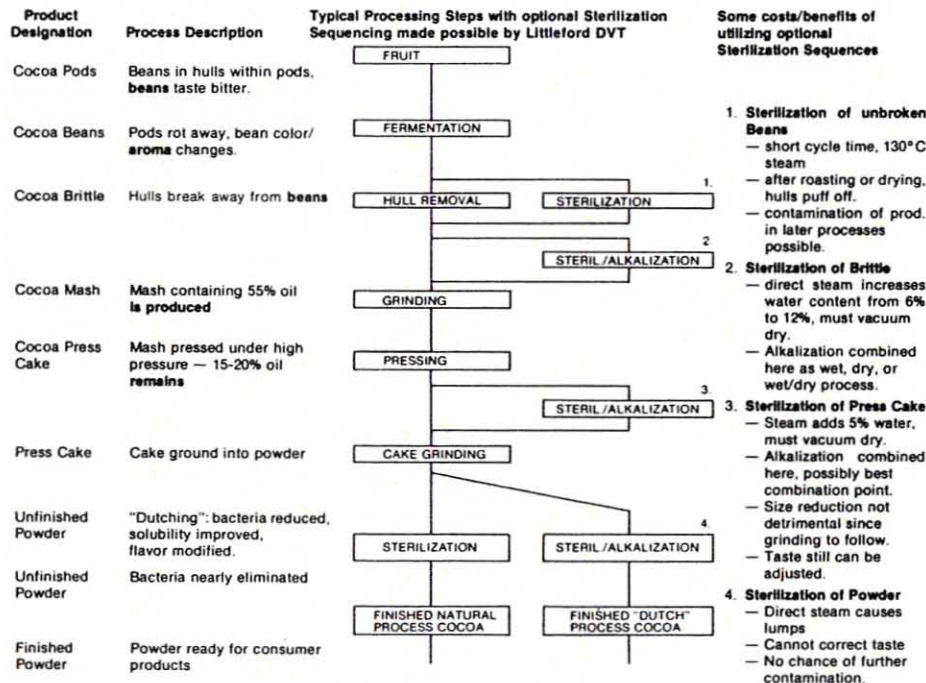 Product
Designation
Process Description
Typical Processing Steps with optional Sterilization
Sequencing made possible by Littleford DVT
Some costs/benefits of
utilizing optional
Sterilization Sequences
Cocoa Pods
Beans in hulls within pods,
beans taste bitter.
FRUIT
Cocoa Beans
Pods rot away, bean color/
aroma changes.
FERMENTATION
Cocoa Brittle
Hulls break away from beans
HULL REMOVAL
1.
STERILIZATION
2.
STERIL/ALKALIZATION
Cocoa Mash
Mash containing 55% oil
is produced
GRINDING
Cocoa Press
Cake
Mash pressed under high
pressure — 15-20% oil
remains
PRESSING
3.
STERIL/ALKALIZATION
Press Cake
Cake ground into powder
CAKE GRINDING
Unfinished
Powder
"Dutching": bacteria reduced,
solubility improved,
flavor modified.
STERILIZATION
4.
STERIL/ALKALIZATION
Unfinished
Powder
Bacteria nearly eliminated
FINISHED NATURAL
PROCESS COCOA
FINISHED "DUTCH"
PROCESS COCOA
Finished
Powder
Powder ready for consumer
products
1. Sterilization of unbroken
Beans
— short cycle time, 130°C
steam
— after roasting or drying,
hulls puff off.
— contamination of prod.
in later processes
possible.
2. Sterilization of Brittle
— direct steam increases
water content from 6%
to 12%, must vacuum
dry.
— Alkalization combined
here as wet, dry, or
wet/dry process.
3. Sterilization of Press Cake
— Steam adds 5% water,
must vacuum dry.
— Alkalization combined
here, possibly best
combination point.
— Size reduction not
detrimental since
grinding to follow.
— Taste still can be
adjusted.
4. Sterilization of Powder
— Direct steam causes
lumps
— Cannot correct taste
— No chance of further
contamination.